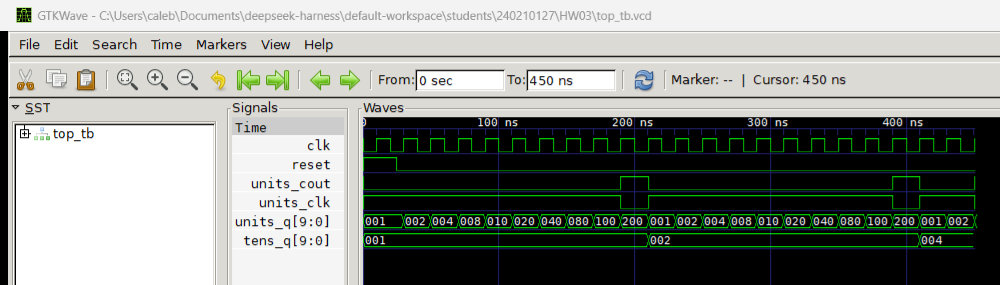 GTKWave - C:\Users\caleb\Documents\deepseek-harness\default-workspace\students\240210127\HW03\top_tb.vcd
File Edit Search Time Markers View Help
From: 0 sec To: 450 ns Marker: -- | Cursor: 450 ns
SST Signals Waves
top_tb
Time 0 100 ns 200 ns 300 ns 400 ns
clk
reset
units_cout
units_clk
units_q[9:0] 001 002 004 008 010 020 040 080 100 200 001 002 004 008 010 020 040 080 100 200 001 002
tens_q[9:0] 001 002 004